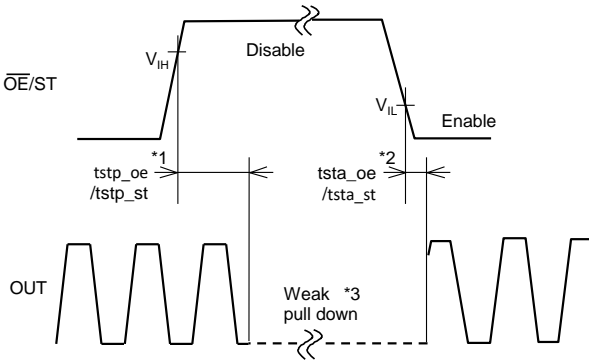 Disable
VIH
OE/ST
VIL
Enable
*1
tstp_oe
/tstp_st
*2
tsta_oe
/tsta_st
OUT
Weak *3
pull down